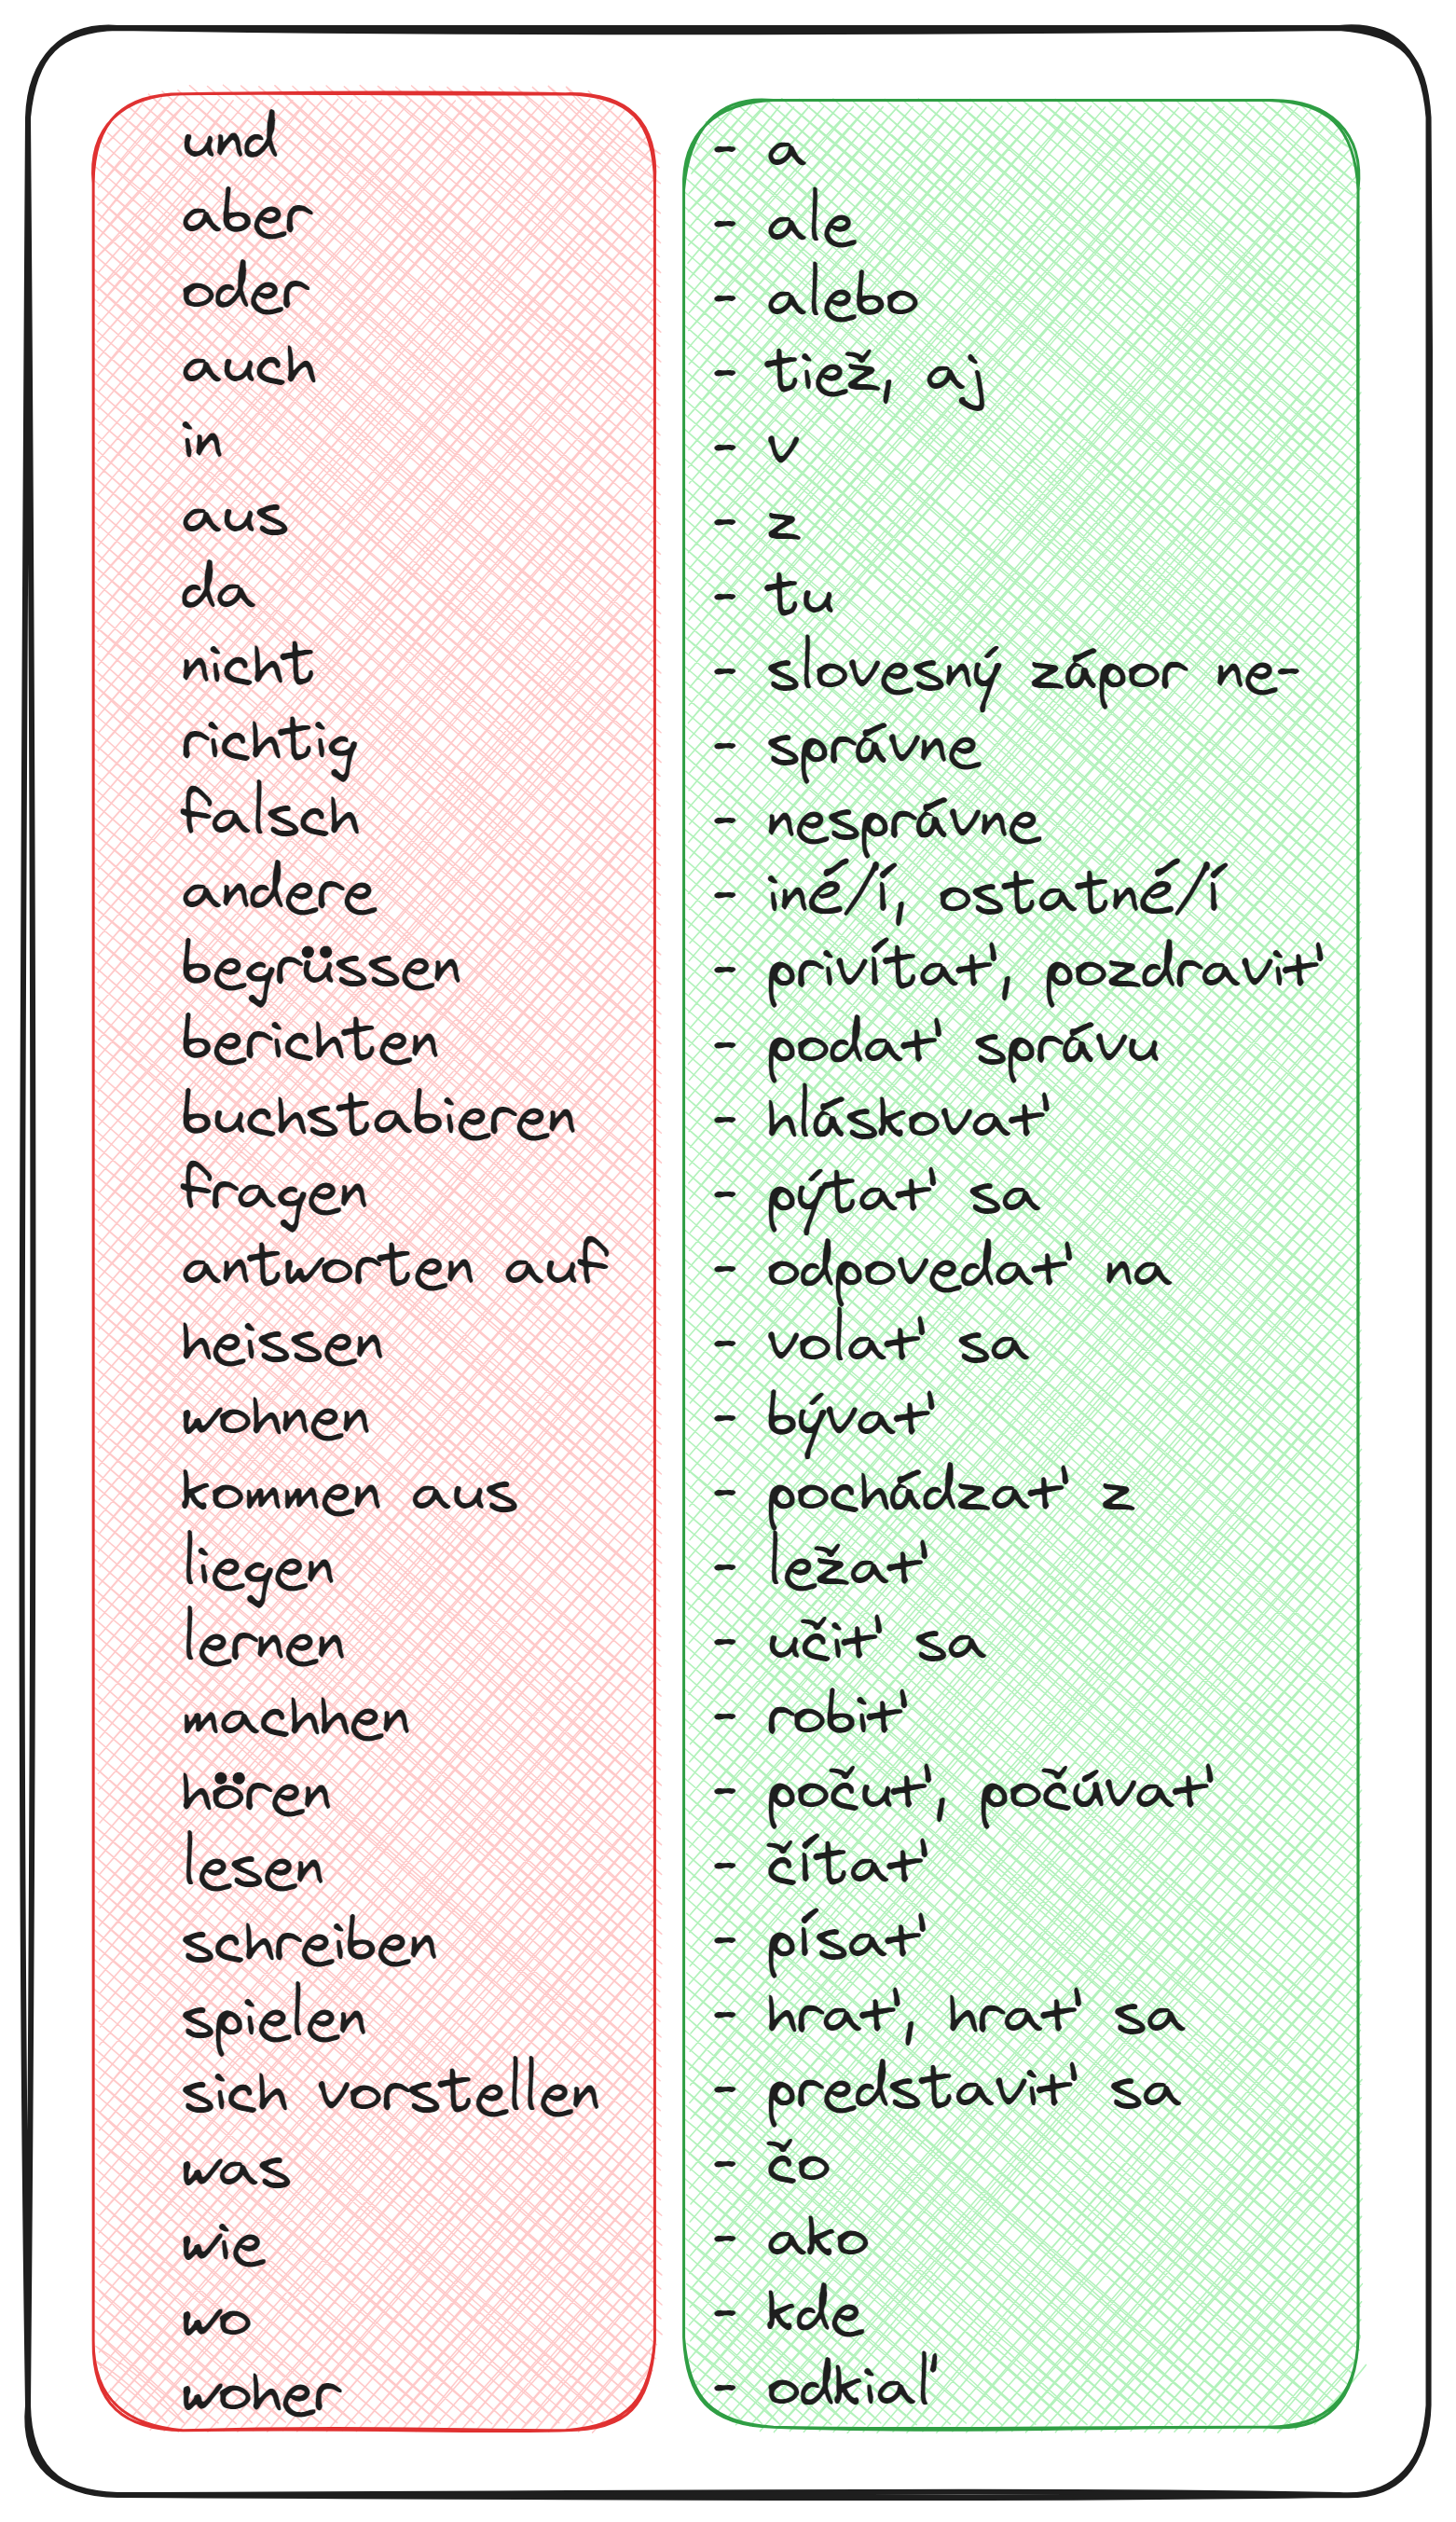 und - a
aber - ale
oder - alebo
auch - tiež, aj
in - v
aus - z
da - tu
nicht - slovesný zápor ne-
richtig - správne
falsch - nesprávne
andere - iné/í, ostatné/í
begrüssen - privítať, pozdraviť
berichten - podať správu
buchstabieren - hláskovať
fragen - pýtať sa
antworten auf - odpovedať na
heissen - volať sa
wohnen - bývať
kommen aus - pochádzať z
liegen - ležať
lernen - učiť sa
machhen - robiť
hören - počuť, počúvať
lesen - čítať
schreiben - písať
spielen - hrať, hrať sa
sich vorstellen - predstaviť sa
was - čo
wie - ako
wo - kde
woher - odkiaľ